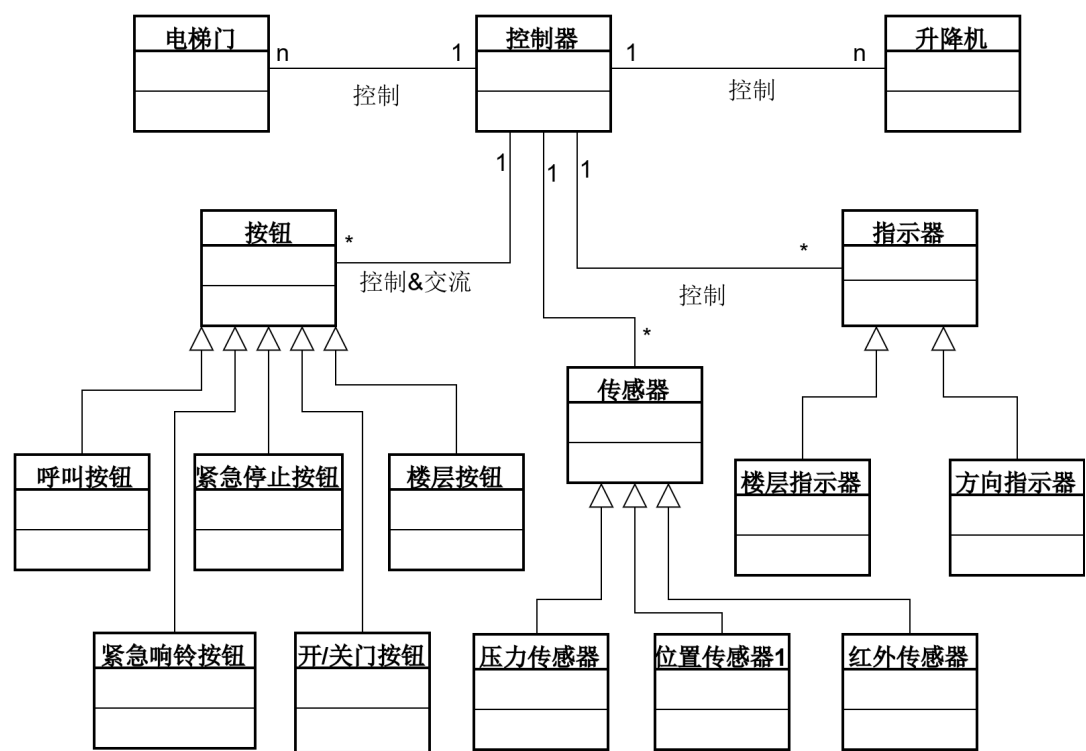 电梯门
控制器
升降机
n
1
1
n
控制
控制
1
1
1
按钮
指示器
*
*
控制&交流
控制
*
传感器
呼叫按钮
紧急停止按钮
楼层按钮
楼层指示器
方向指示器
紧急响铃按钮
开/关门按钮
压力传感器
位置传感器1
红外传感器